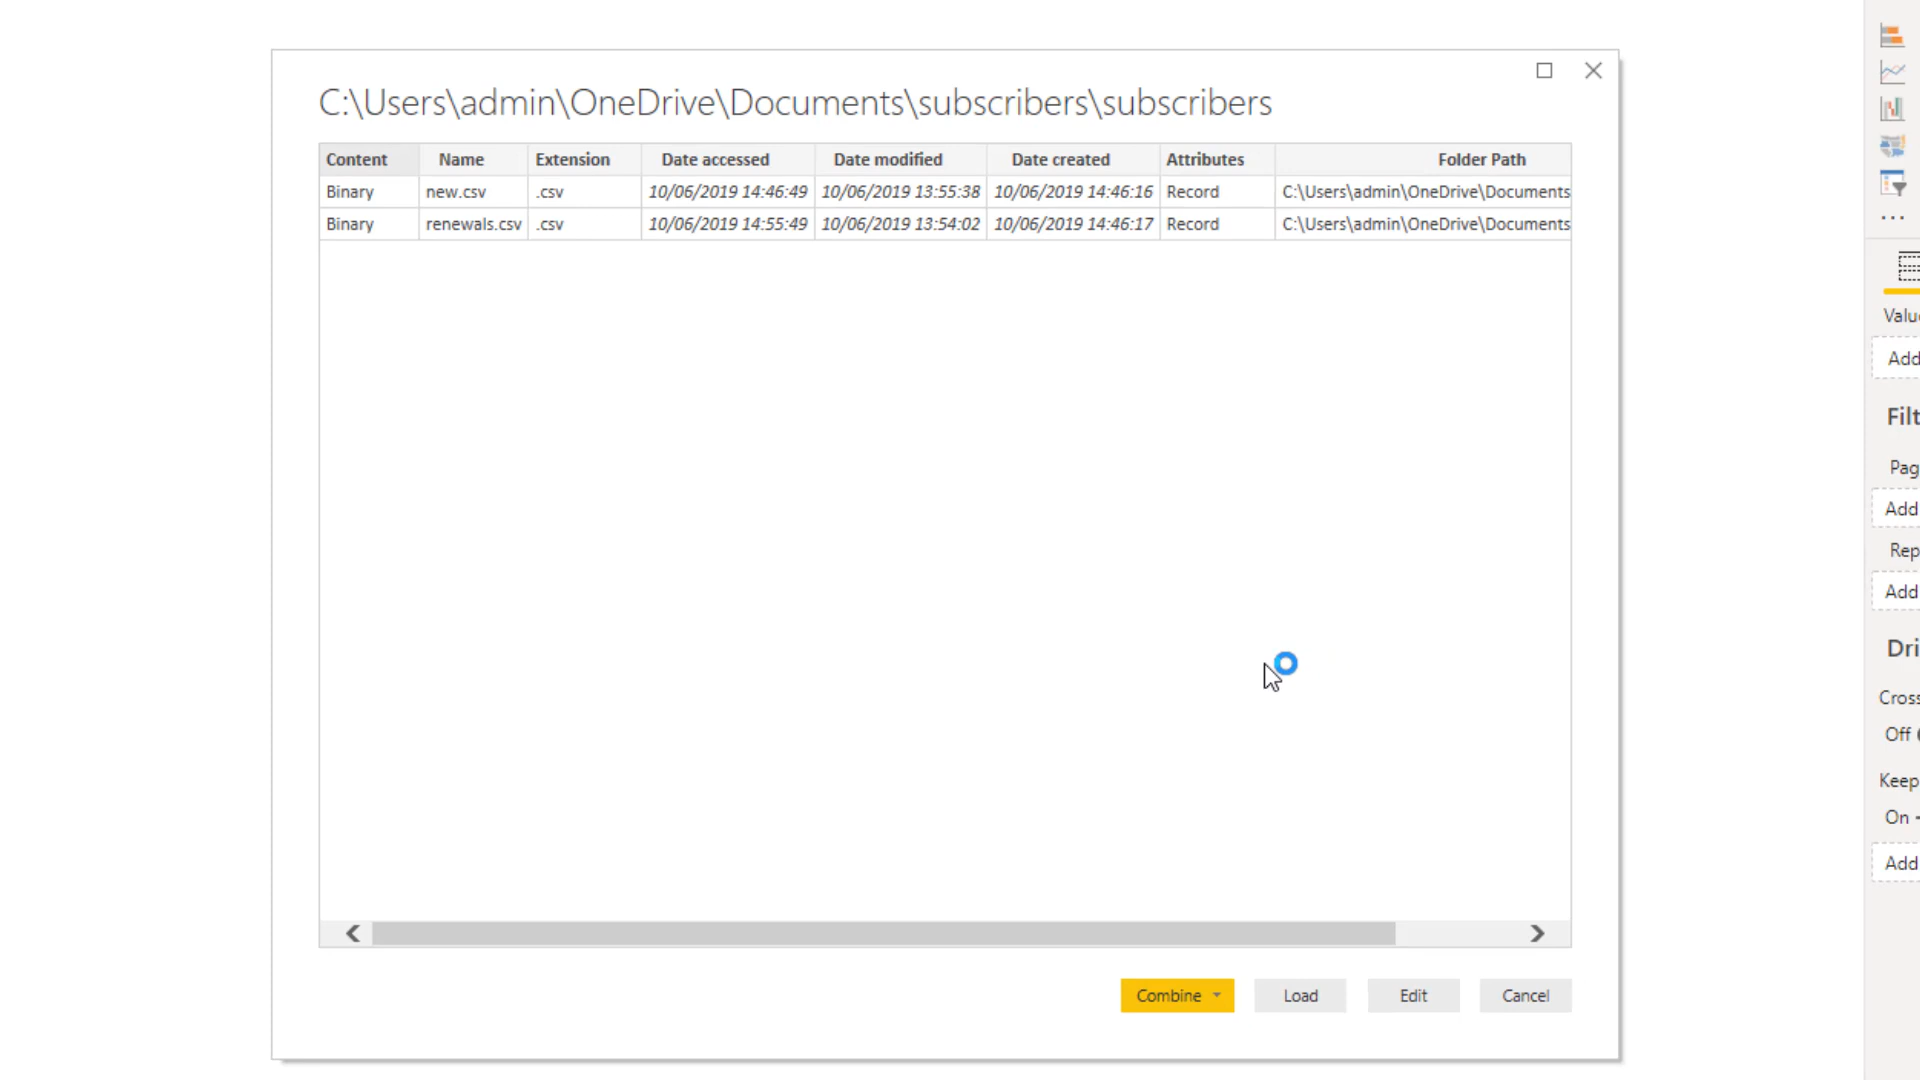 C:\Users\admin\OneDrive\Documents\subscribers\subscribers
Content Name Extension Date accessed Date modified Date created Attributes Folder Path
Binary new.csv .csv 10/06/2019 14:46:49 10/06/2019 13:55:38 10/06/2019 14:46:16 Record C:\Users\admin\OneDrive\Documents
Binary renewals.csv .csv 10/06/2019 14:55:49 10/06/2019 13:54:02 10/06/2019 14:46:17 Record C:\Users\admin\OneDrive\Documents
Combine Load Edit Cancel
Valu
Add
Filt
Pag
Add
Rep
Add
Dri
Cross
Off
Keep
On
Add